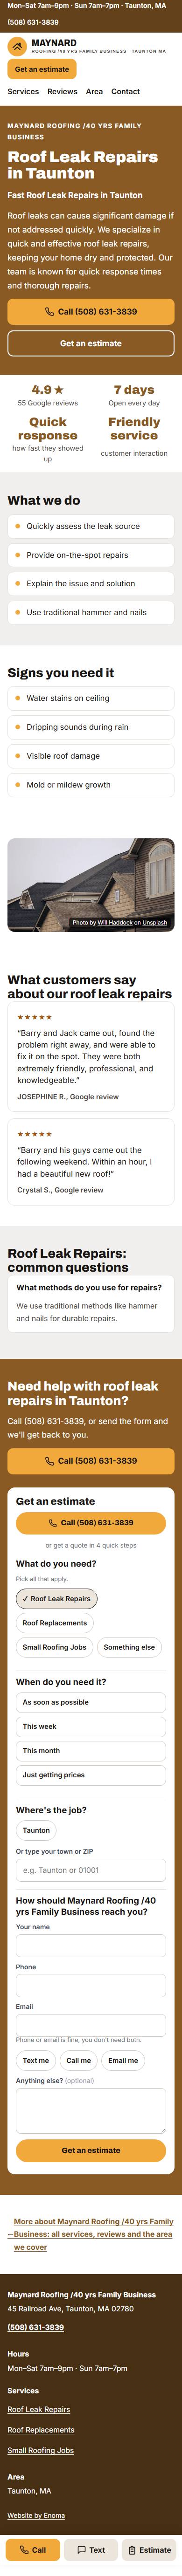 Mon–Sat 7am–9pm · Sun 7am–7pm · Taunton, MA
(508) 631-3839
MAYNARD
ROOFING /40 YRS FAMILY BUSINESS · TAUNTON MA
Get an estimate
Services Reviews Area Contact
MAYNARD ROOFING /40 YRS FAMILY
BUSINESS
Roof Leak Repairs
in Taunton
Fast Roof Leak Repairs in Taunton
Roof leaks can cause significant damage if
not addressed quickly. We specialize in
quick and effective roof leak repairs,
keeping your home dry and protected. Our
team is known for quick response times
and thorough repairs.
Call (508) 631-3839
Get an estimate
4.9 ★
55 Google reviews
7 days
Open every day
Quick
response
how fast they showed
up
Friendly
service
customer interaction
What we do
Quickly assess the leak source
Provide on-the-spot repairs
Explain the issue and solution
Use traditional hammer and nails
Signs you need it
Water stains on ceiling
Dripping sounds during rain
Visible roof damage
Mold or mildew growth
Photo by Will Haddock on Unsplash
What customers say
about our roof leak repairs
★★★★★
“Barry and Jack came out, found the
problem right away, and were able to
fix it on the spot. They were both
extremely friendly, professional, and
knowledgeable.”
JOSEPHINE R., Google review
★★★★★
“Barry and his guys came out the
following weekend. Within an hour, I
had a beautiful new roof!”
Crystal S., Google review
Roof Leak Repairs:
common questions
What methods do you use for repairs?
We use traditional methods like hammer
and nails for durable repairs.
Need help with roof leak
repairs in Taunton?
Call (508) 631-3839, or send the form and
we’ll get back to you.
Call (508) 631-3839
Get an estimate
Call (508) 631-3839
or get a quote in 4 quick steps
What do you need?
Pick all that apply.
✓ Roof Leak Repairs
Roof Replacements
Small Roofing Jobs Something else
When do you need it?
As soon as possible
This week
This month
Just getting prices
Where's the job?
Taunton
Or type your town or ZIP
e.g. Taunton or 01001
How should Maynard Roofing /40
yrs Family Business reach you?
Your name
Phone
Email
Phone or email is fine, you don't need both.
Text me Call me Email me
Anything else? (optional)
Get an estimate
←More about Maynard Roofing /40 yrs Family
Business: all services, reviews and the area
we cover
Maynard Roofing /40 yrs Family Business
45 Railroad Ave, Taunton, MA 02780
(508) 631-3839
Hours
Mon–Sat 7am–9pm · Sun 7am–7pm
Services
Roof Leak Repairs
Roof Replacements
Small Roofing Jobs
Area
Taunton, MA
Website by Enoma
Call Text Estimate